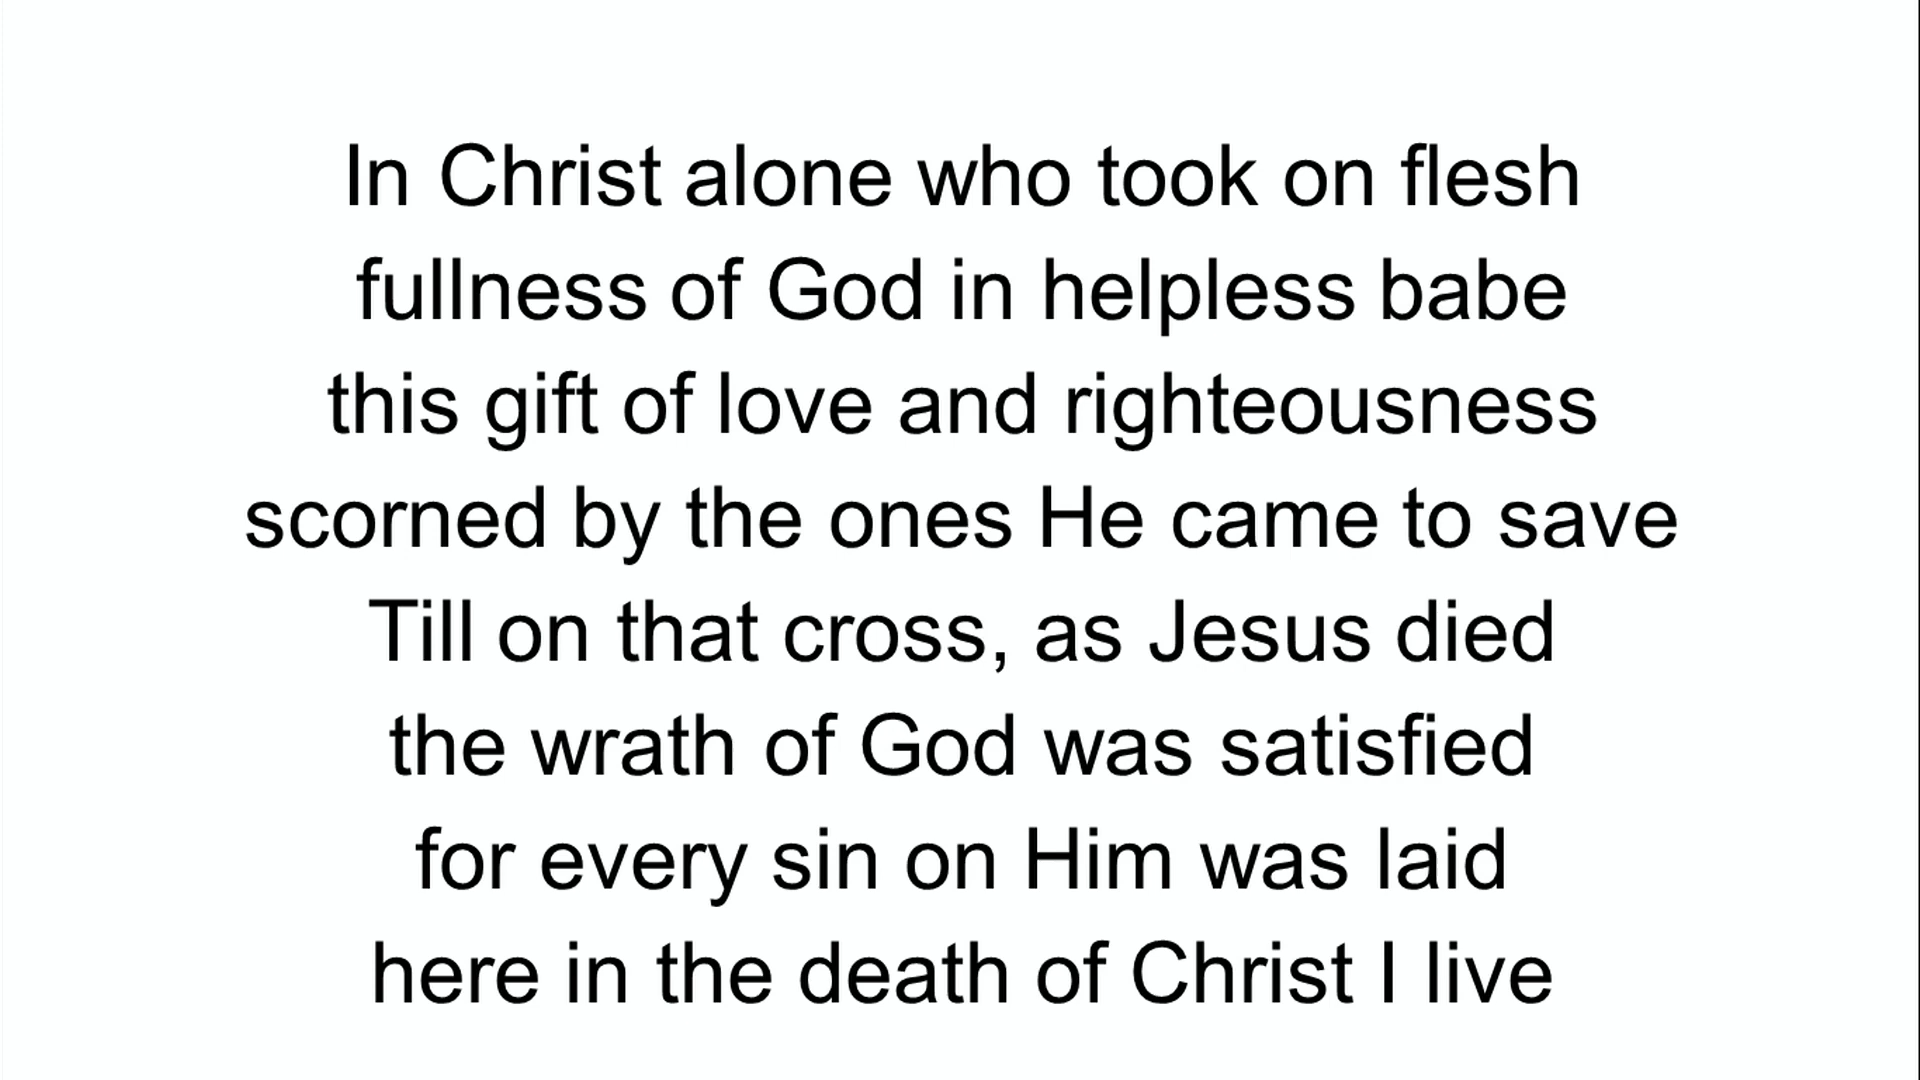 In Christ alone who took on flesh
fullness of God in helpless babe
this gift of love and righteousness
scorned by the ones He came to save
Till on that cross, as Jesus died
the wrath of God was satisfied
for every sin on Him was laid
here in the death of Christ I live